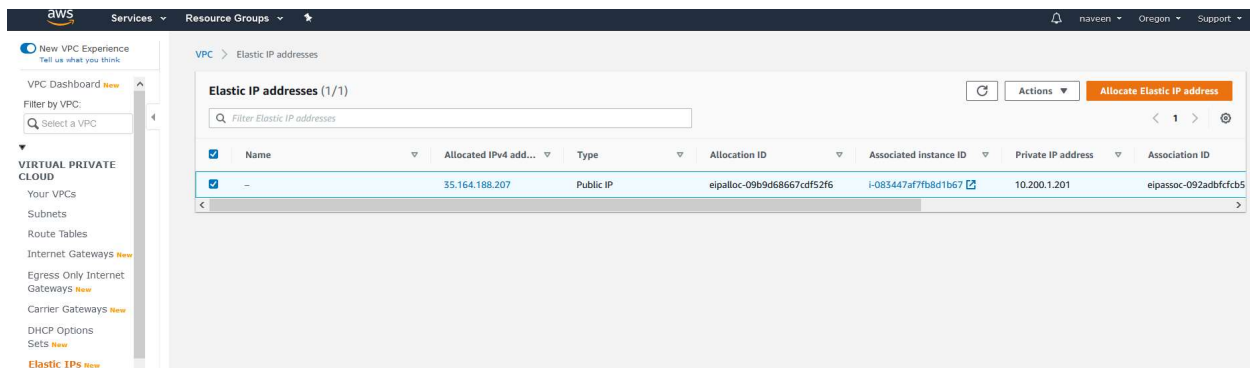 aws Services Resource Groups naveen Oregon Support
New VPC Experience
Tell us what you think
VPC Dashboard New
Filter by VPC:
Select a VPC
VIRTUAL PRIVATE
CLOUD
Your VPCs
Subnets
Route Tables
Internet Gateways New
Egress Only Internet
Gateways New
Carrier Gateways New
DHCP Options
Sets New
Elastic IPs New
VPC > Elastic IP addresses
Elastic IP addresses (1/1) Actions Allocate Elastic IP address
Filter Elastic IP addresses < 1 >
Name Allocated IPv4 add... Type Allocation ID Associated instance ID Private IP address Association ID
– 35.164.188.207 Public IP eipalloc-09b9d68667cdf52f6 i-083447af7fb8d1b67 10.200.1.201 eipassoc-092adbfcfcb5